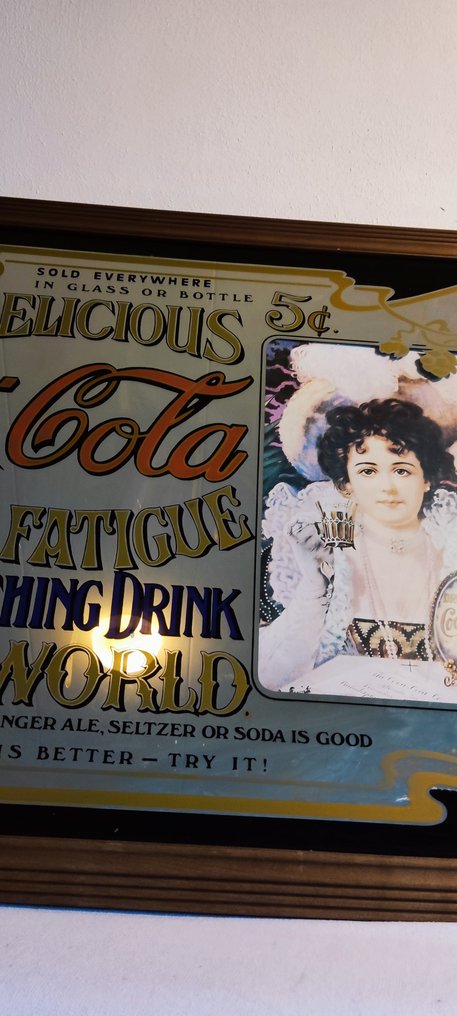 SOLD EVERYWHERE
IN GLASS OR BOTTLE
5¢.
ELICIOUS
Cola
FATIGUE
HING DRINK
WORLD
NGER ALE, SELTZER OR SODA IS GOOD
IS BETTER — TRY IT!